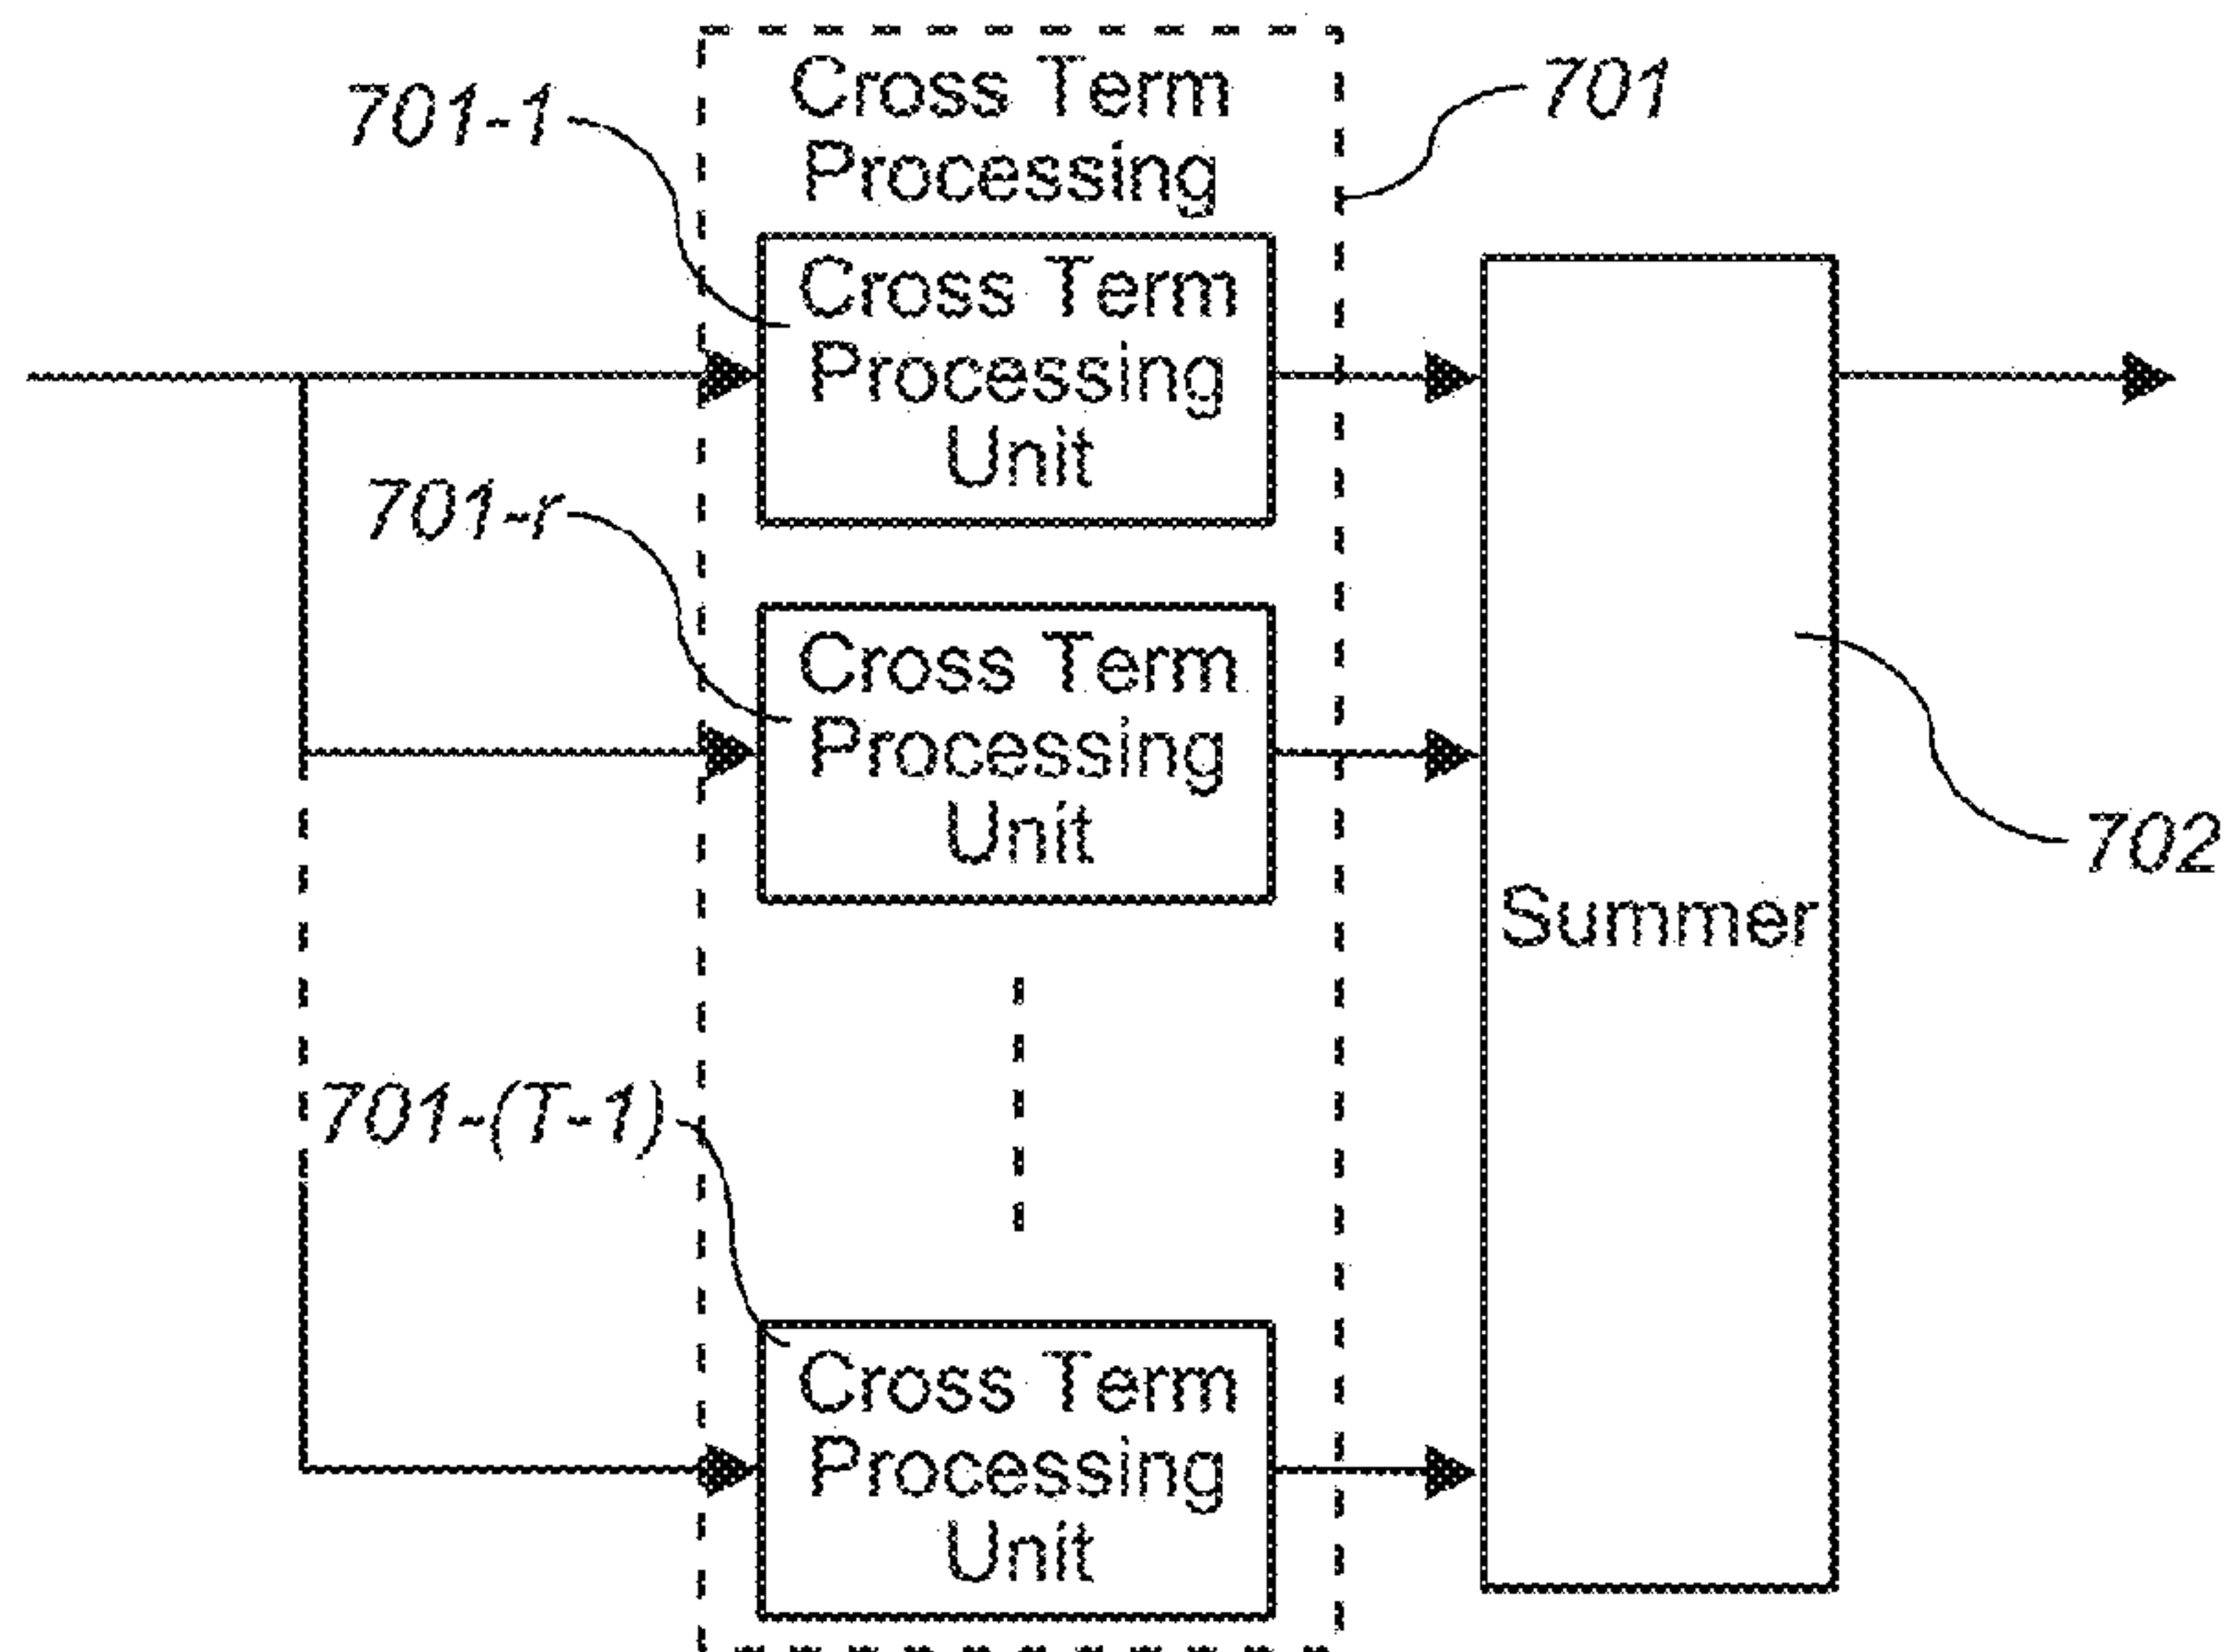 Cross Term
Processing
701
701-1
Cross Term
Processing
Unit
701-r
Cross Term
Processing
Unit
702
Summer
701-(T-1)
Cross Term
Processing
Unit